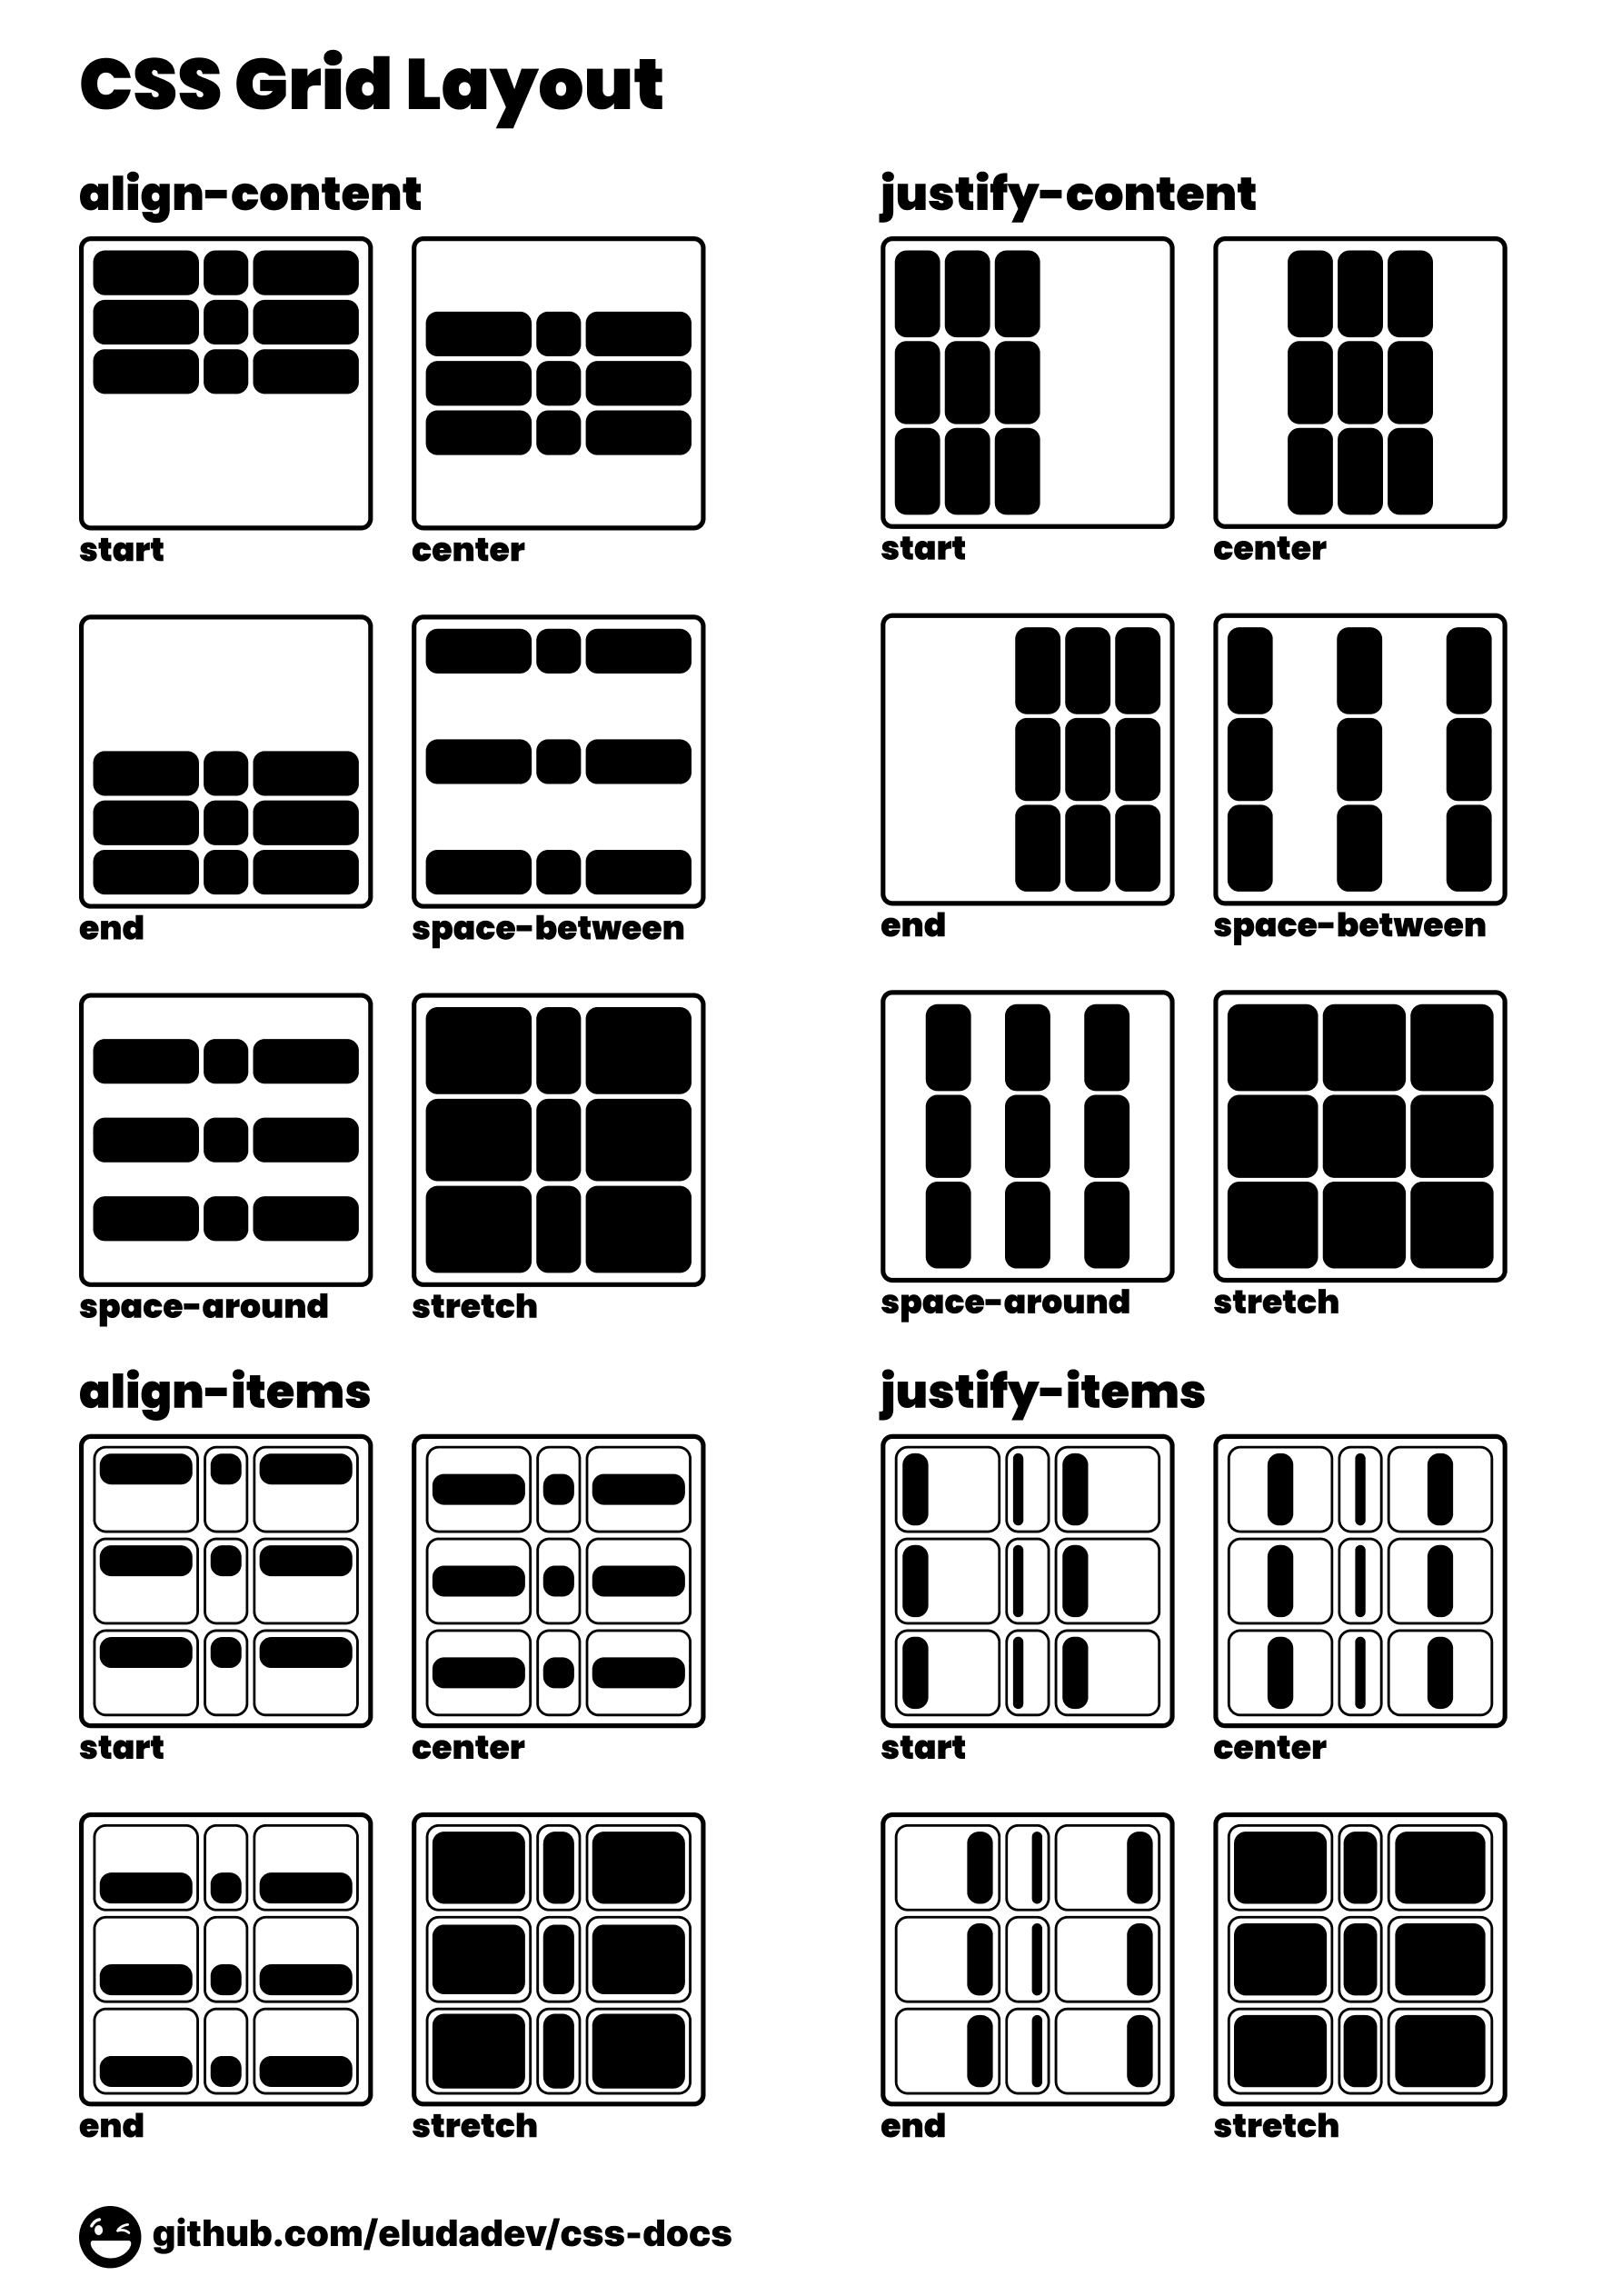 CSS Grid Layout
align-content
start
center
end
space-between
space-around
stretch
justify-content
start
center
end
space-between
space-around
stretch
align-items
start
center
end
stretch
justify-items
start
center
end
stretch
github.com/eludadev/css-docs